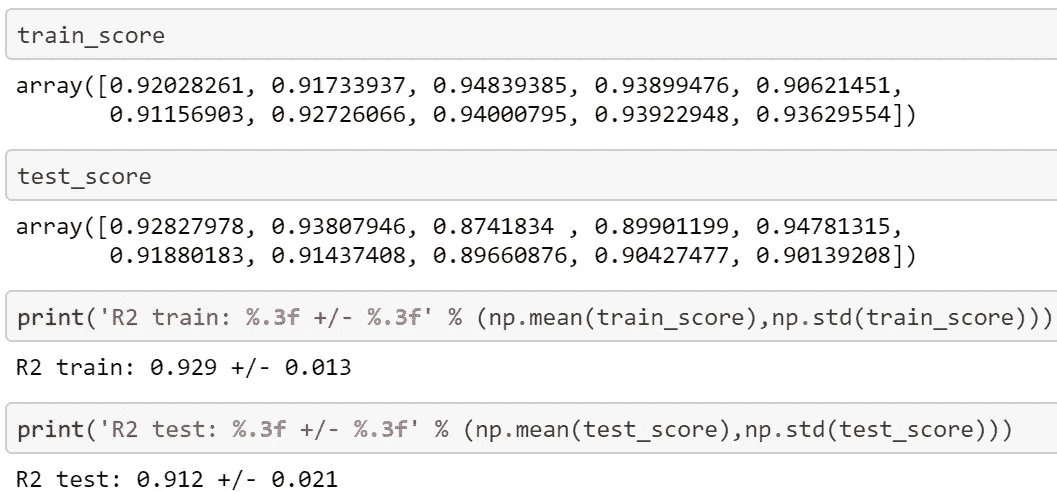 train_score
array([0.92028261, 0.91733937, 0.94839385, 0.93899476, 0.90621451,
0.91156903, 0.92726066, 0.94000795, 0.93922948, 0.93629554])
test_score
array([0.92827978, 0.93807946, 0.8741834 , 0.89901199, 0.94781315,
0.91880183, 0.91437408, 0.89660876, 0.90427477, 0.90139208])
print('R2 train: %.3f +/- %.3f' % (np.mean(train_score),np.std(train_score)))
R2 train: 0.929 +/- 0.013
print('R2 test: %.3f +/- %.3f' % (np.mean(test_score),np.std(test_score)))
R2 test: 0.912 +/- 0.021